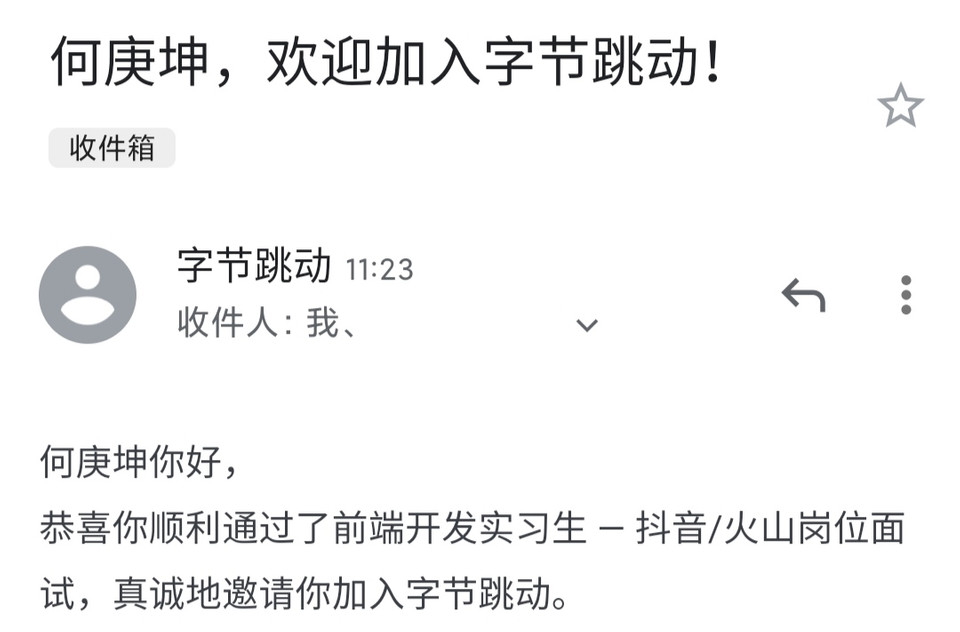 何庚坤，欢迎加入字节跳动！
收件箱
字节跳动 11:23
收件人：我、
何庚坤你好，
恭喜你顺利通过了前端开发实习生 – 抖音/火山岗位面
试，真诚地邀请你加入字节跳动。